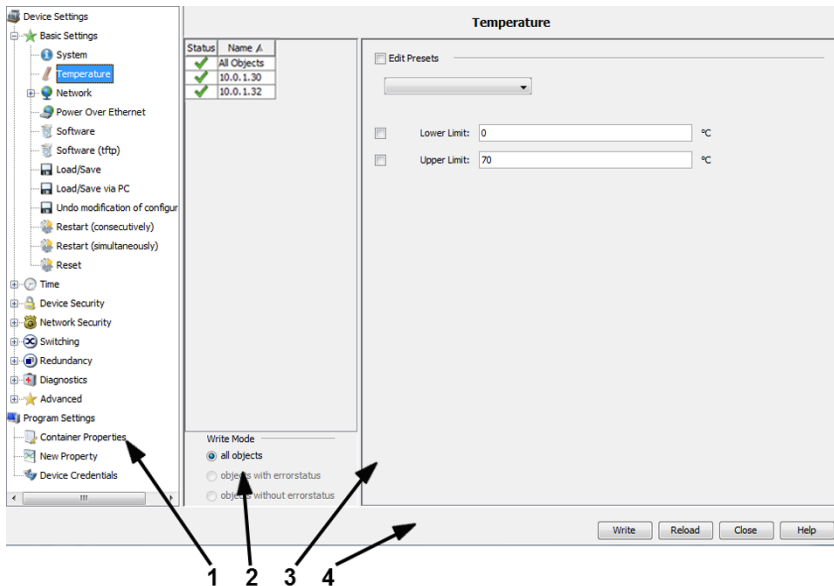 Device Settings
Basic Settings
System
Temperature
Network
Power Over Ethernet
Software
Software (tftp)
Load/Save
Load/Save via PC
Undo modification of configur
Restart (consecutively)
Restart (simultaneously)
Reset
Time
Device Security
Network Security
Switching
Redundancy
Diagnostics
Advanced
Program Settings
Container Properties
New Property
Device Credentials
Status Name
All Objects
10.0.1.30
10.0.1.32
Write Mode
all objects
objects with errorstatus
objects without errorstatus
Temperature
Edit Presets
Lower Limit: 0 °C
Upper Limit: 70 °C
Write Reload Close Help
1 2 3 4